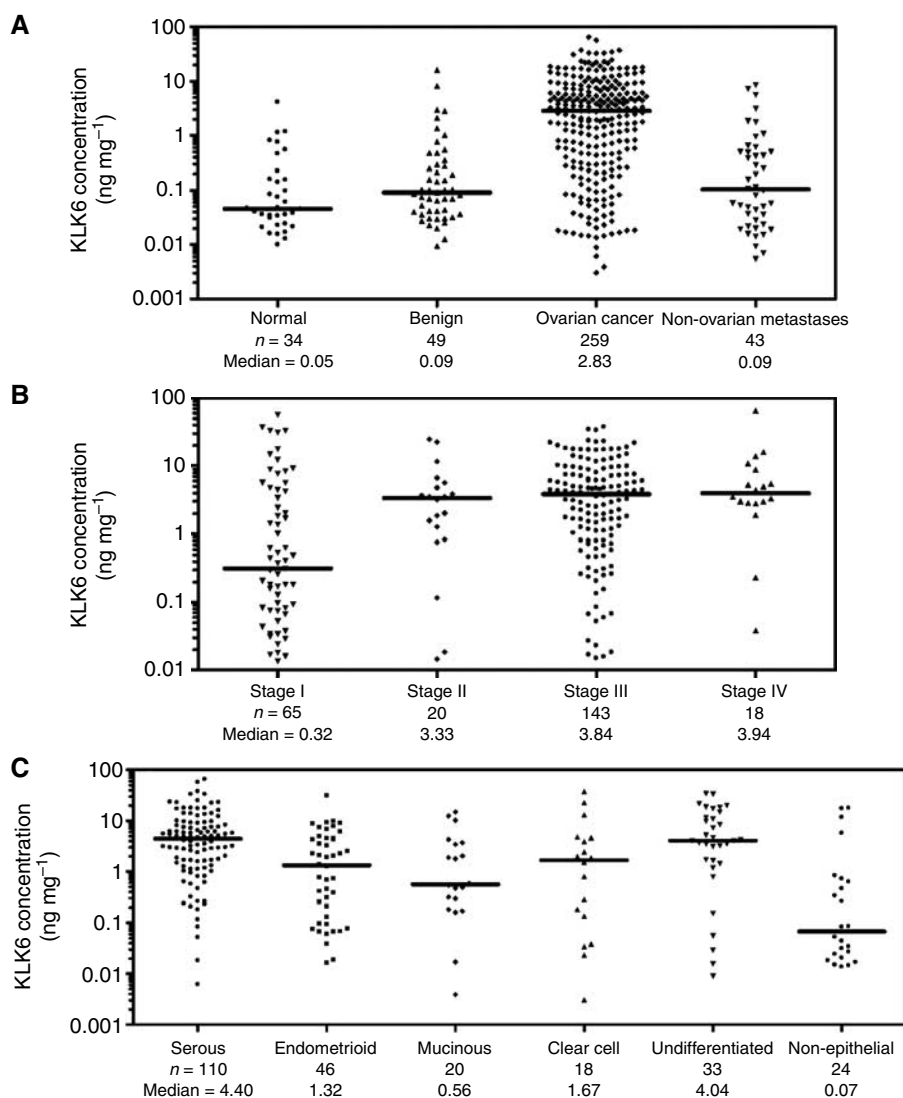 A
KLK6 concentration
(ng mg⁻¹)
100
10
1
0.1
0.01
0.001
Normal Benign Ovarian cancer Non-ovarian metastases
n = 34 49 259 43
Median = 0.05 0.09 2.83 0.09
B
KLK6 concentration
(ng mg⁻¹)
100
10
1
0.1
0.01
Stage I Stage II Stage III Stage IV
n = 65 20 143 18
Median = 0.32 3.33 3.84 3.94
C
KLK6 concentration
(ng mg⁻¹)
100
10
1
0.1
0.01
0.001
Serous Endometrioid Mucinous Clear cell Undifferentiated Non-epithelial
n = 110 46 20 18 33 24
Median = 4.40 1.32 0.56 1.67 4.04 0.07